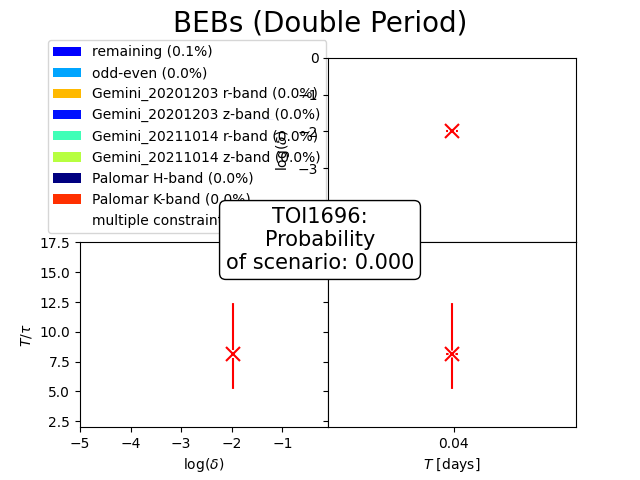 BEBs (Double Period)
remaining (0.1%)
odd-even (0.0%)
Gemini_20201203 r-band (0.0%)
Gemini_20201203 z-band (0.0%)
Gemini_20211014 r-band (0.0%)
Gemini_20211014 z-band (0.0%)
Palomar H-band (0.0%)
Palomar K-band (0.0%)
multiple constraint
0
−1
−2
−3
log(δ)
TOI1696:
Probability
of scenario: 0.000
17.5
15.0
12.5
10.0
7.5
5.0
2.5
T/τ
−5 −4 −3 −2 −1
log(δ)
0.04
T [days]